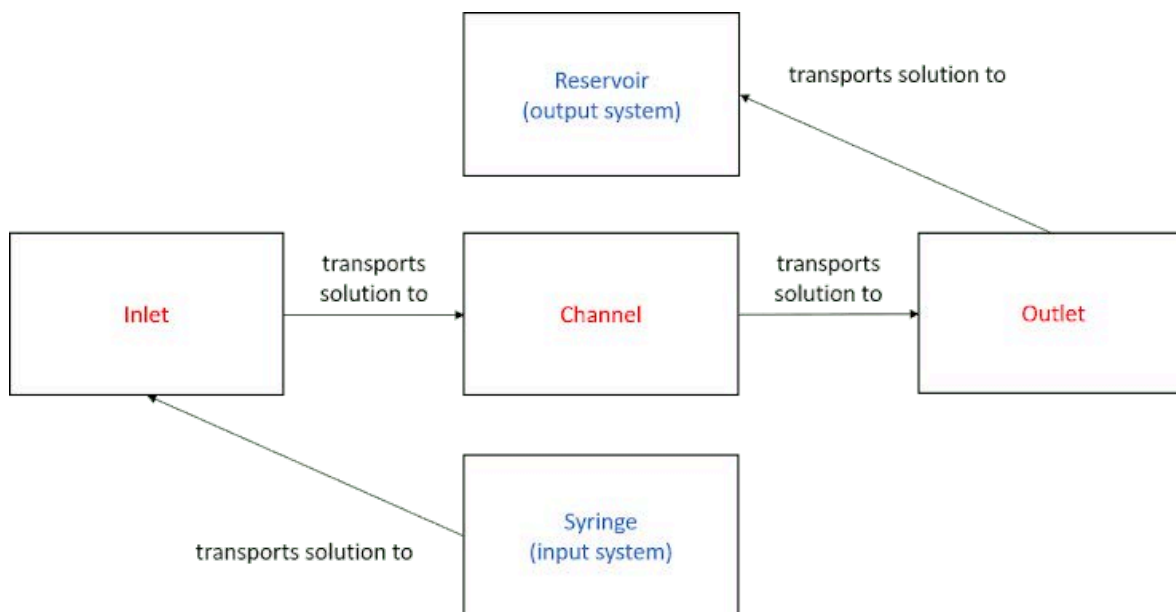 Reservoir
(output system)
transports solution to
Inlet
transports
solution to
Channel
transports
solution to
Outlet
transports solution to
Syringe
(input system)